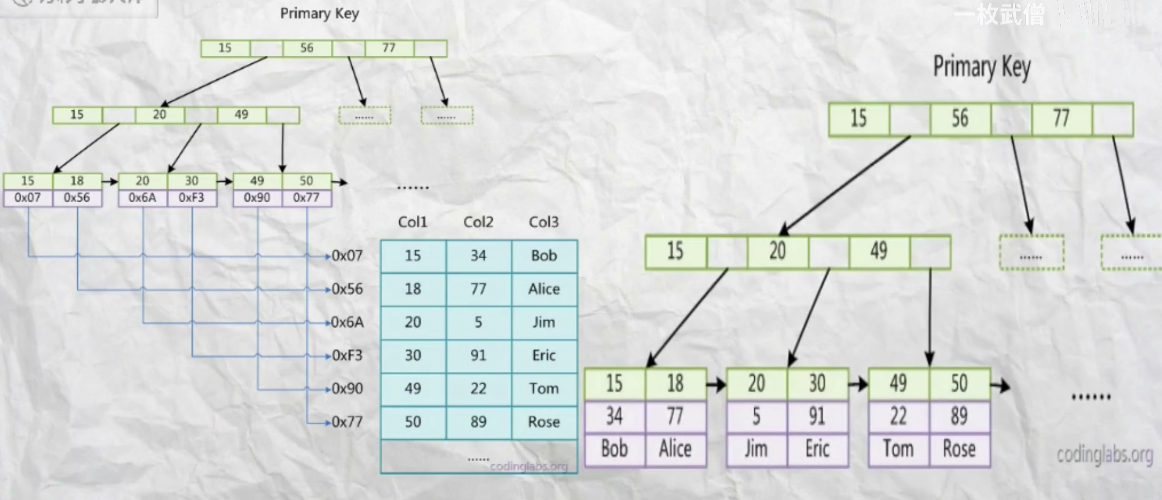 一枚武僧
Primary Key
15 56 77
15 20 49
...... ......
15 18 20 30 49 50
0x07 0x56 0x6A 0xF3 0x90 0x77
......
Col1 Col2 Col3
0x07 15 34 Bob
0x56 18 77 Alice
0x6A 20 5 Jim
0xF3 30 91 Eric
0x90 49 22 Tom
0x77 50 89 Rose
......
codinglabs.org
Primary Key
15 56 77
15 20 49
...... ......
15 18 20 30 49 50
34 77 5 91 22 89
Bob Alice Jim Eric Tom Rose
......
codinglabs.org